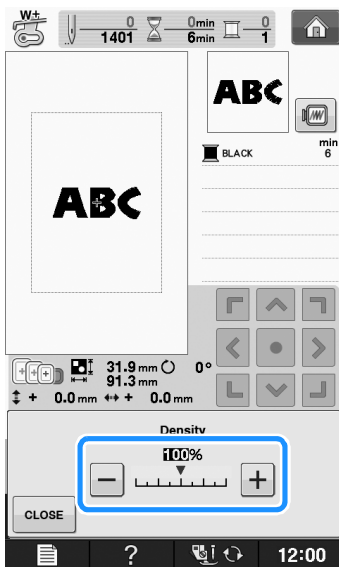 W±
0
1401
0min
6min
0
1
ABC
min
BLACK 6
ABC
31.9mm 0°
91.3mm
+ 0.0mm + 0.0mm
Density
100%
− +
CLOSE
? 12:00